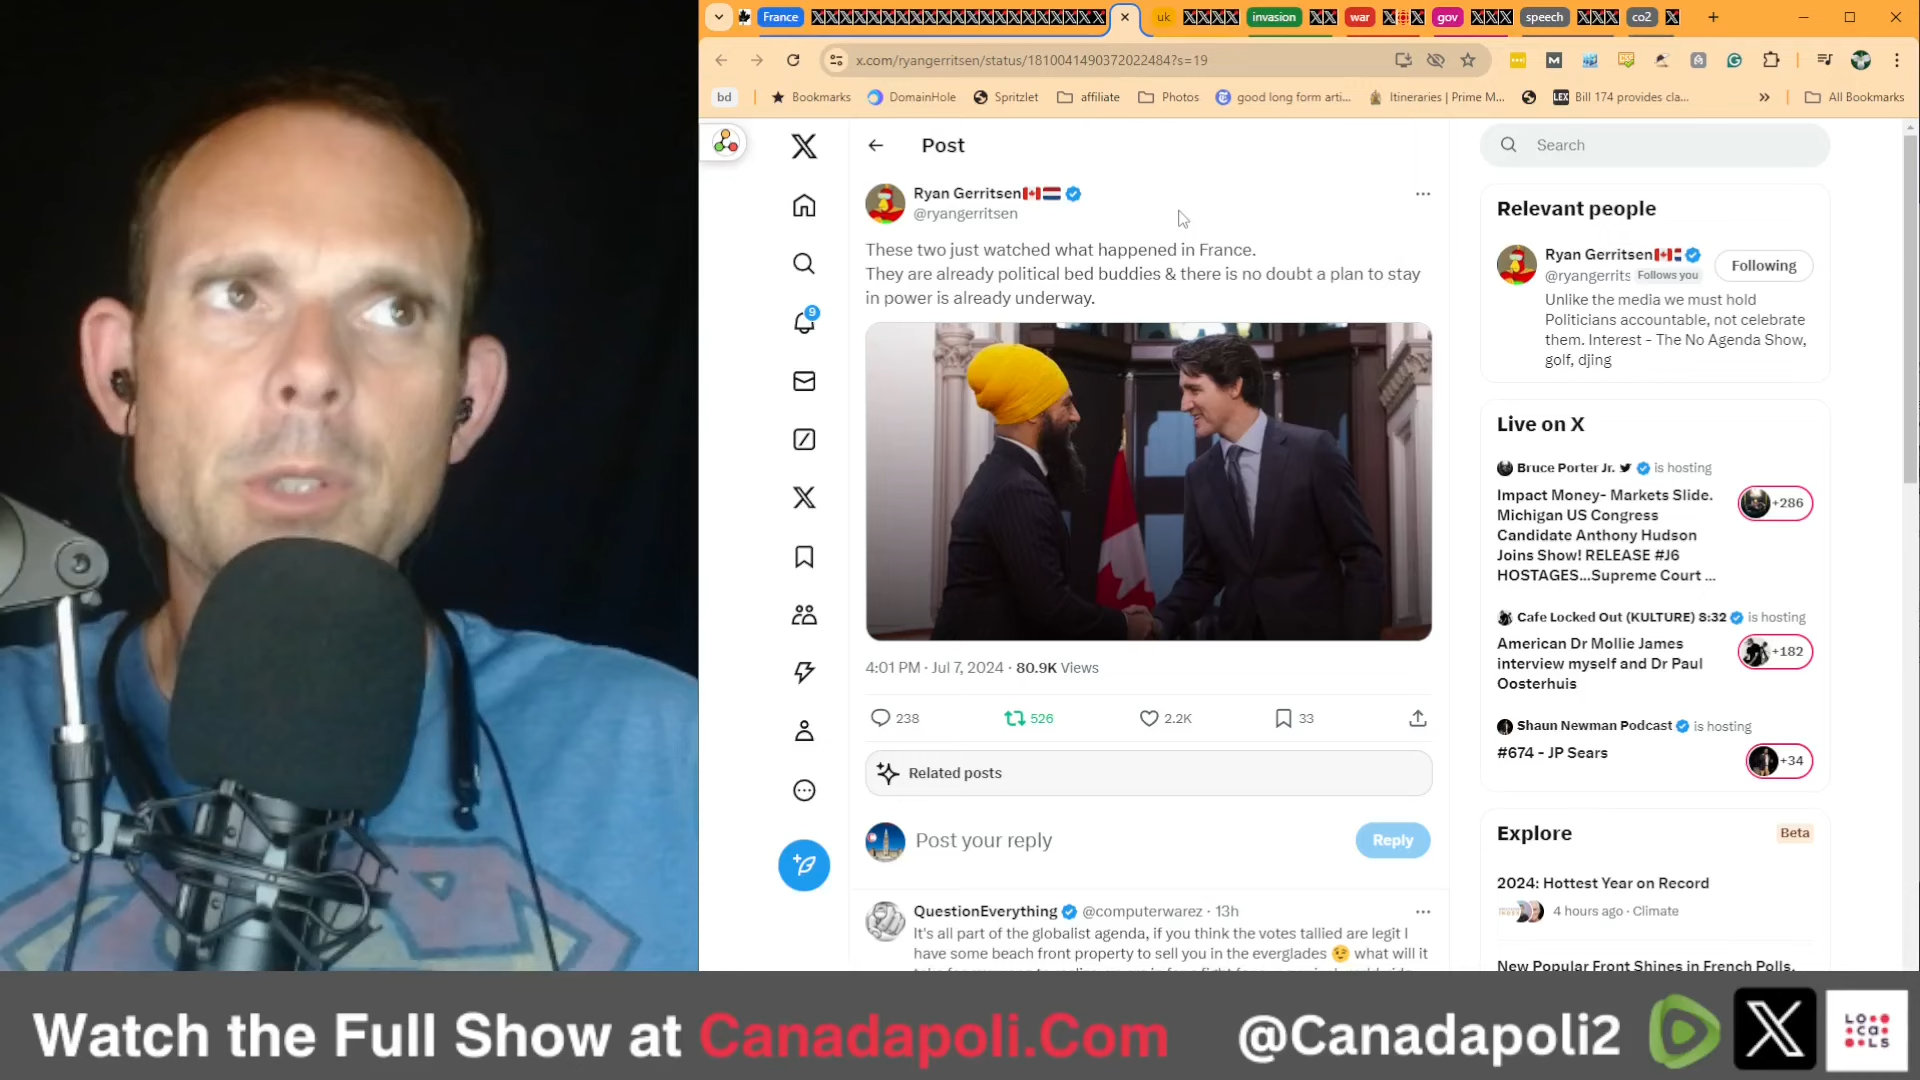 France
uk
invasion
war
gov
speech
co2
x.com/ryangerritsen/status/1810041490372022484?s=19
bd
Bookmarks
DomainHole
Spritzlet
affiliate
Photos
good long form arti...
Itineraries | Prime M...
LEX Bill 174 provides cla...
All Bookmarks
Post
Search
Ryan Gerritsen
@ryangerritsen
These two just watched what happened in France.
They are already political bed buddies & there is no doubt a plan to stay
in power is already underway.
4:01 PM · Jul 7, 2024 · 80.9K Views
238
526
2.2K
33
Related posts
Post your reply
Reply
QuestionEverything @computerwarez · 13h
It's all part of the globalist agenda, if you think the votes tallied are legit I
have some beach front property to sell you in the everglades 😉 what will it
9
Relevant people
Ryan Gerritsen
@ryangerrits Follows you
Following
Unlike the media we must hold
Politicians accountable, not celebrate
them. Interest - The No Agenda Show,
golf, djing
Live on X
Bruce Porter Jr. is hosting
Impact Money- Markets Slide.
Michigan US Congress
Candidate Anthony Hudson
Joins Show! RELEASE #J6
HOSTAGES...Supreme Court ...
+286
Cafe Locked Out (KULTURE) 8:32 is hosting
American Dr Mollie James
interview myself and Dr Paul
Oosterhuis
+182
Shaun Newman Podcast is hosting
#674 - JP Sears
+34
Explore
Beta
2024: Hottest Year on Record
4 hours ago · Climate
New Popular Front Shines in French Polls,
Watch the Full Show at Canadapoli.Com
@Canadapoli2
LO
CA
LS